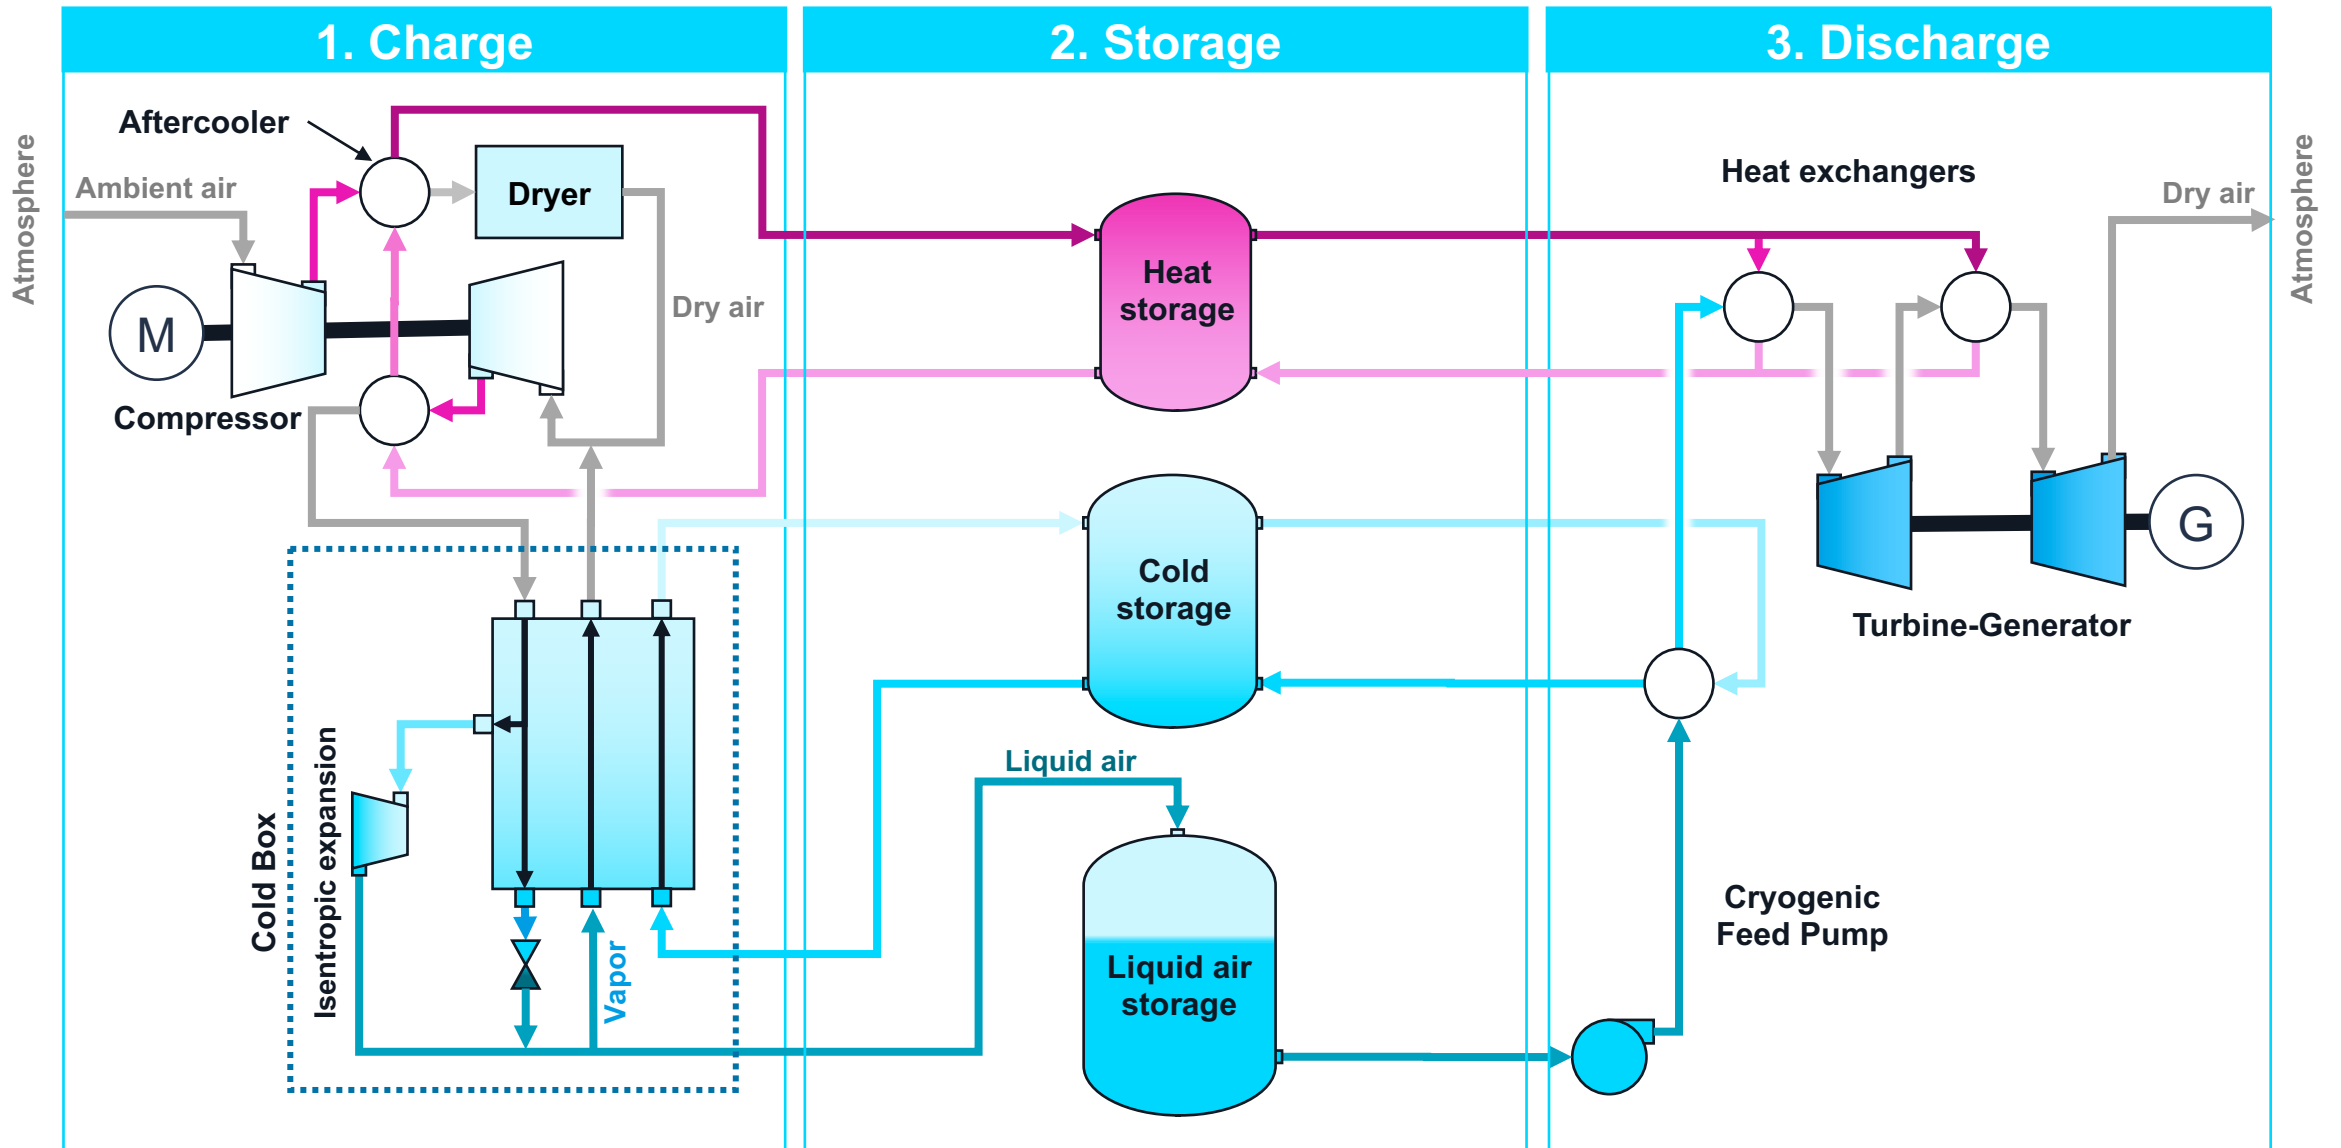 1. Charge
2. Storage
3. Discharge
Aftercooler
Atmosphere
Ambient air
Dryer
Heat exchangers
Dry air
Atmosphere
Heat
storage
M
Dry air
Compressor
G
Cold
storage
Turbine-Generator
Cold Box
Isentropic expansion
Liquid air
Vapor
Cryogenic
Feed Pump
Liquid air
storage